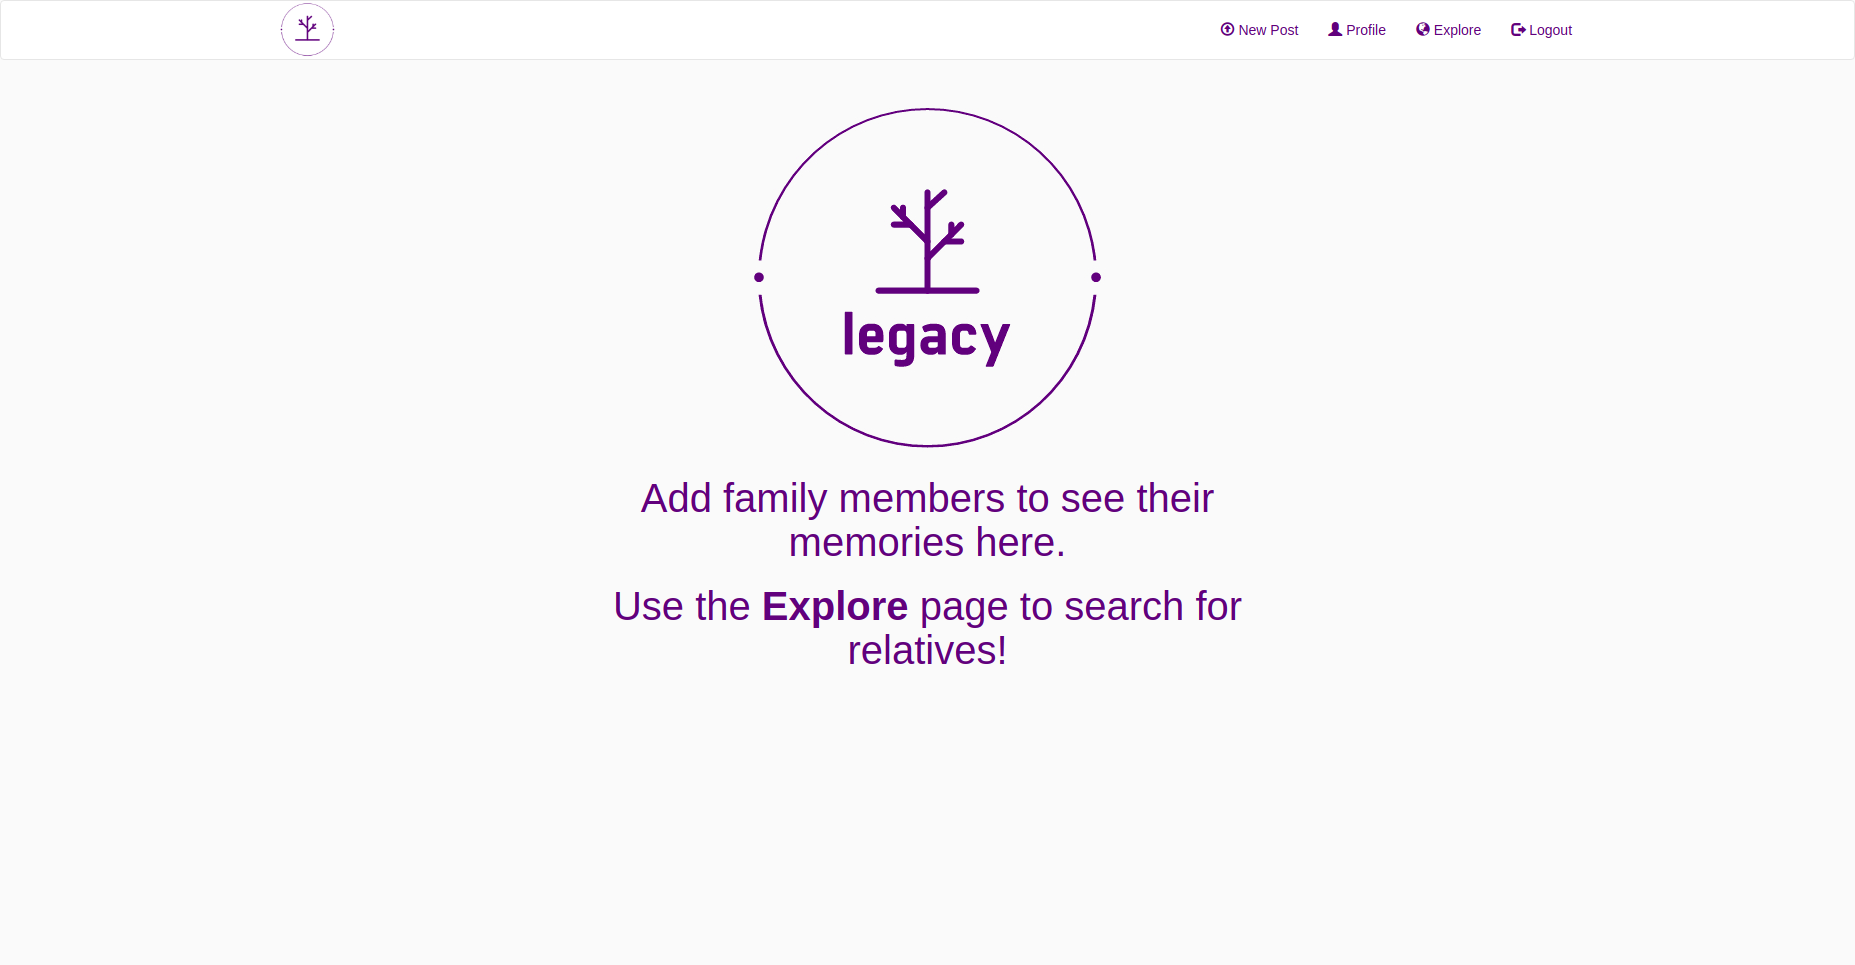 New Post Profile Explore Logout
legacy
Add family members to see their
memories here.
Use the Explore page to search for
relatives!